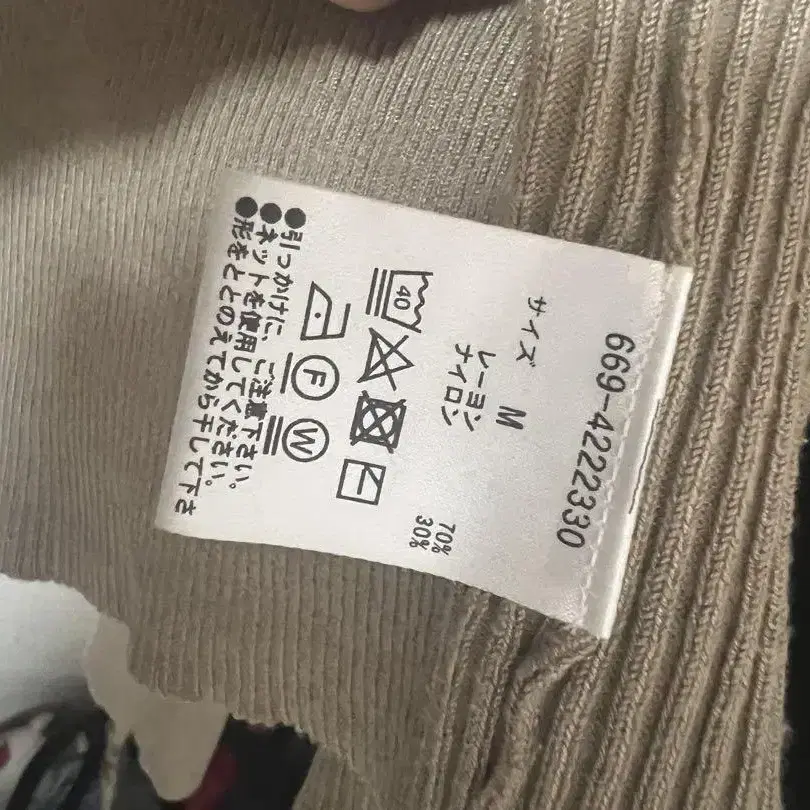 669-4222330
サイズ M
レーヨン 70%
ナイロン 30%
40
F W
●引っかけに、ご注意下さい。
●ネットを使用してください。
●形をととのえてから干して下さ